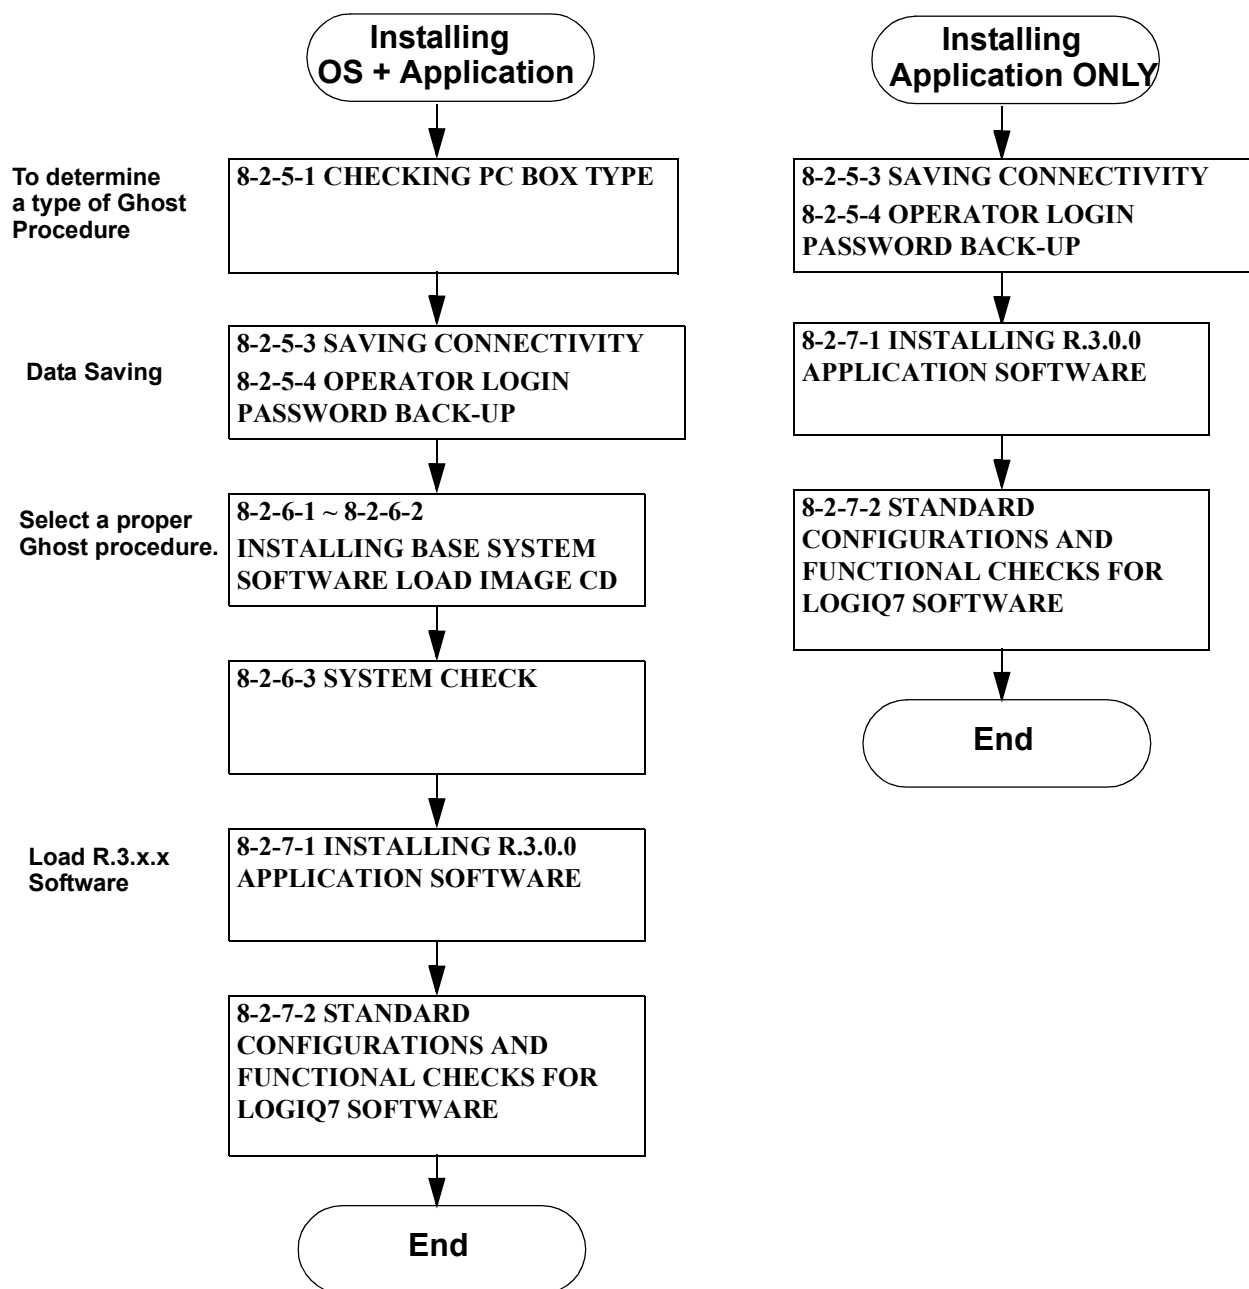 Installing
OS + Application
To determine
a type of Ghost
Procedure
8-2-5-1 CHECKING PC BOX TYPE
Data Saving
8-2-5-3 SAVING CONNECTIVITY
8-2-5-4 OPERATOR LOGIN
PASSWORD BACK-UP
Select a proper
Ghost procedure.
8-2-6-1 ~ 8-2-6-2
INSTALLING BASE SYSTEM
SOFTWARE LOAD IMAGE CD
8-2-6-3 SYSTEM CHECK
Load R.3.x.x
Software
8-2-7-1 INSTALLING R.3.0.0
APPLICATION SOFTWARE
8-2-7-2 STANDARD
CONFIGURATIONS AND
FUNCTIONAL CHECKS FOR
LOGIQ7 SOFTWARE
End
Installing
Application ONLY
8-2-5-3 SAVING CONNECTIVITY
8-2-5-4 OPERATOR LOGIN
PASSWORD BACK-UP
8-2-7-1 INSTALLING R.3.0.0
APPLICATION SOFTWARE
8-2-7-2 STANDARD
CONFIGURATIONS AND
FUNCTIONAL CHECKS FOR
LOGIQ7 SOFTWARE
End